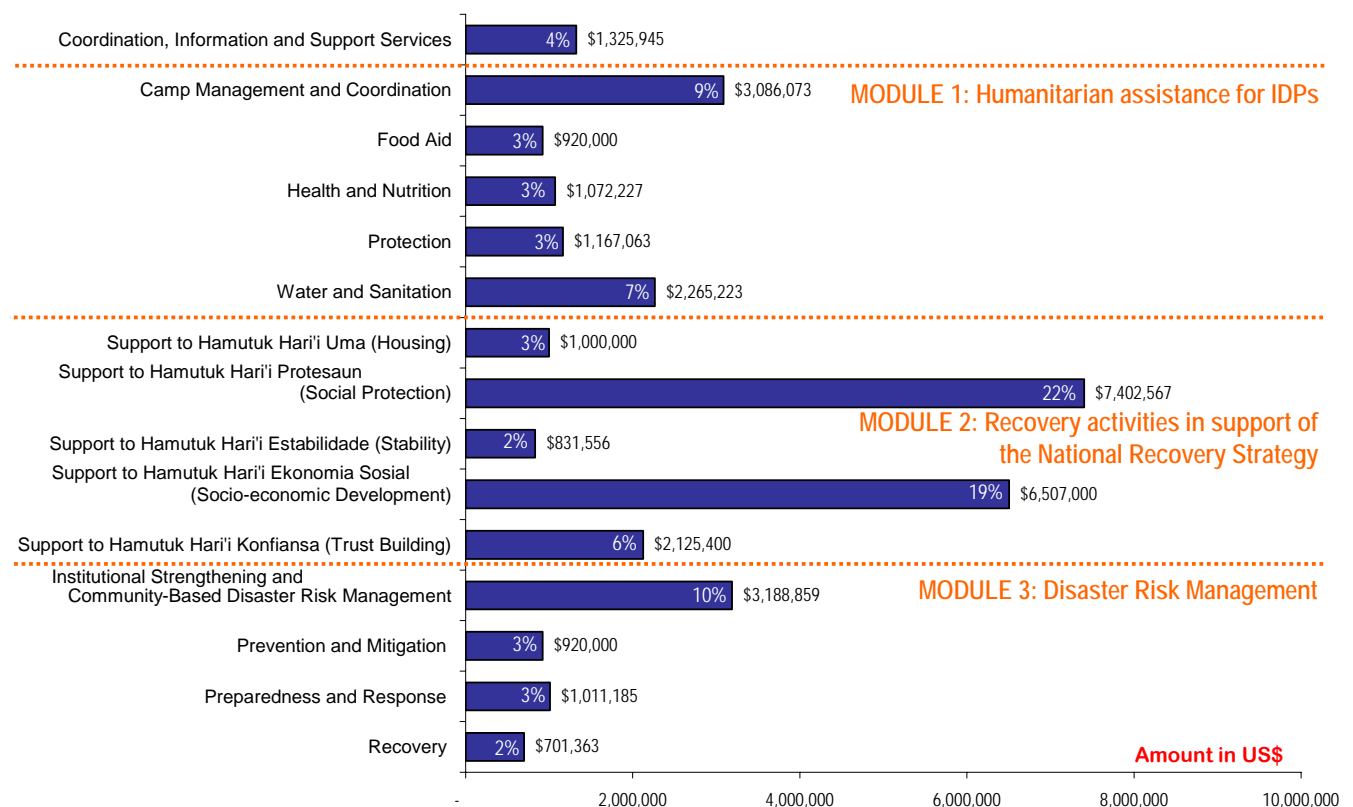 Coordination, Information and Support Services 4% $1,325,945
Camp Management and Coordination 9% $3,086,073
MODULE 1: Humanitarian assistance for IDPs
Food Aid 3% $920,000
Health and Nutrition 3% $1,072,227
Protection 3% $1,167,063
Water and Sanitation 7% $2,265,223
Support to Hamutuk Hari'i Uma (Housing) 3% $1,000,000
Support to Hamutuk Hari'i Protesaun
(Social Protection) 22% $7,402,567
MODULE 2: Recovery activities in support of
the National Recovery Strategy
Support to Hamutuk Hari'i Estabilidade (Stability) 2% $831,556
Support to Hamutuk Hari'i Ekonomia Sosial
(Socio-economic Development) 19% $6,507,000
Support to Hamutuk Hari'i Konfiansa (Trust Building) 6% $2,125,400
Institutional Strengthening and
Community-Based Disaster Risk Management 10% $3,188,859
MODULE 3: Disaster Risk Management
Prevention and Mitigation 3% $920,000
Preparedness and Response 3% $1,011,185
Recovery 2% $701,363
Amount in US$
- 2,000,000 4,000,000 6,000,000 8,000,000 10,000,000